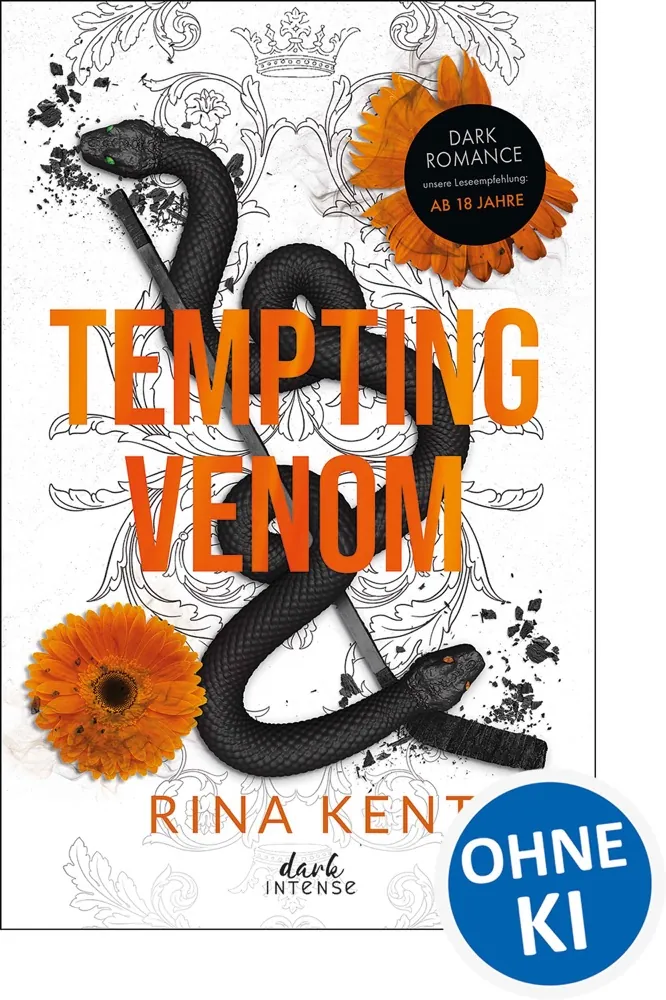 DARK
ROMANCE
unsere Leseempfehlung:
AB 18 JAHRE
TEMPTING
VENOM
RINA KENT
dark
INTENSE
OHNE
KI